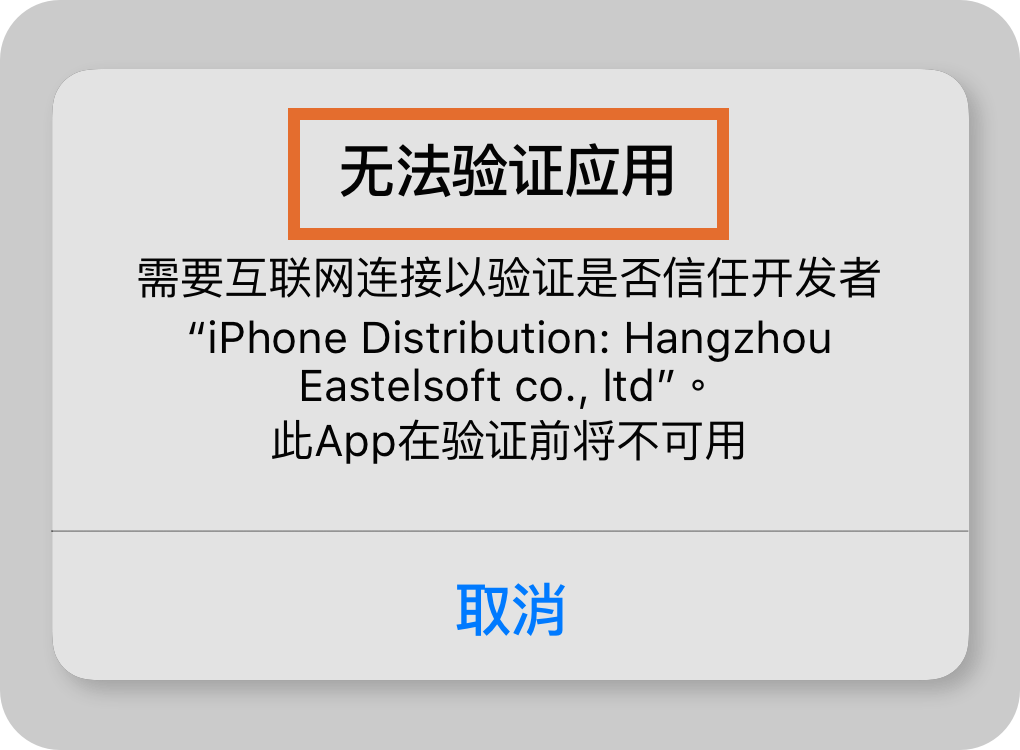 无法验证应用
需要互联网连接以验证是否信任开发者
“iPhone Distribution: Hangzhou
Eastelsoft co., ltd”。
此App在验证前将不可用
取消